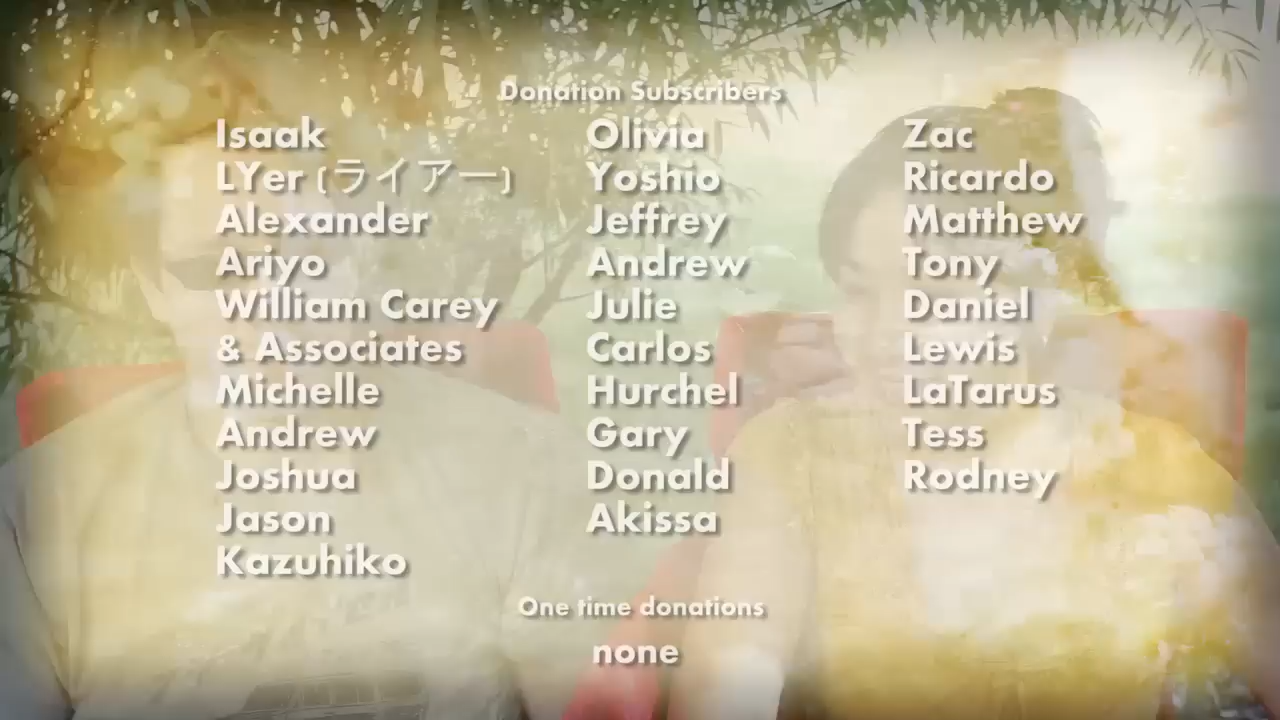 Donation Subscribers
Isaak
LYer (ライアー)
Alexander
Ariyo
William Carey
& Associates
Michelle
Andrew
Joshua
Jason
Kazuhiko
Olivia
Yoshio
Jeffrey
Andrew
Julie
Carlos
Hurchel
Gary
Donald
Akissa
Zac
Ricardo
Matthew
Tony
Daniel
Lewis
LaTarus
Tess
Rodney
One time donations
none